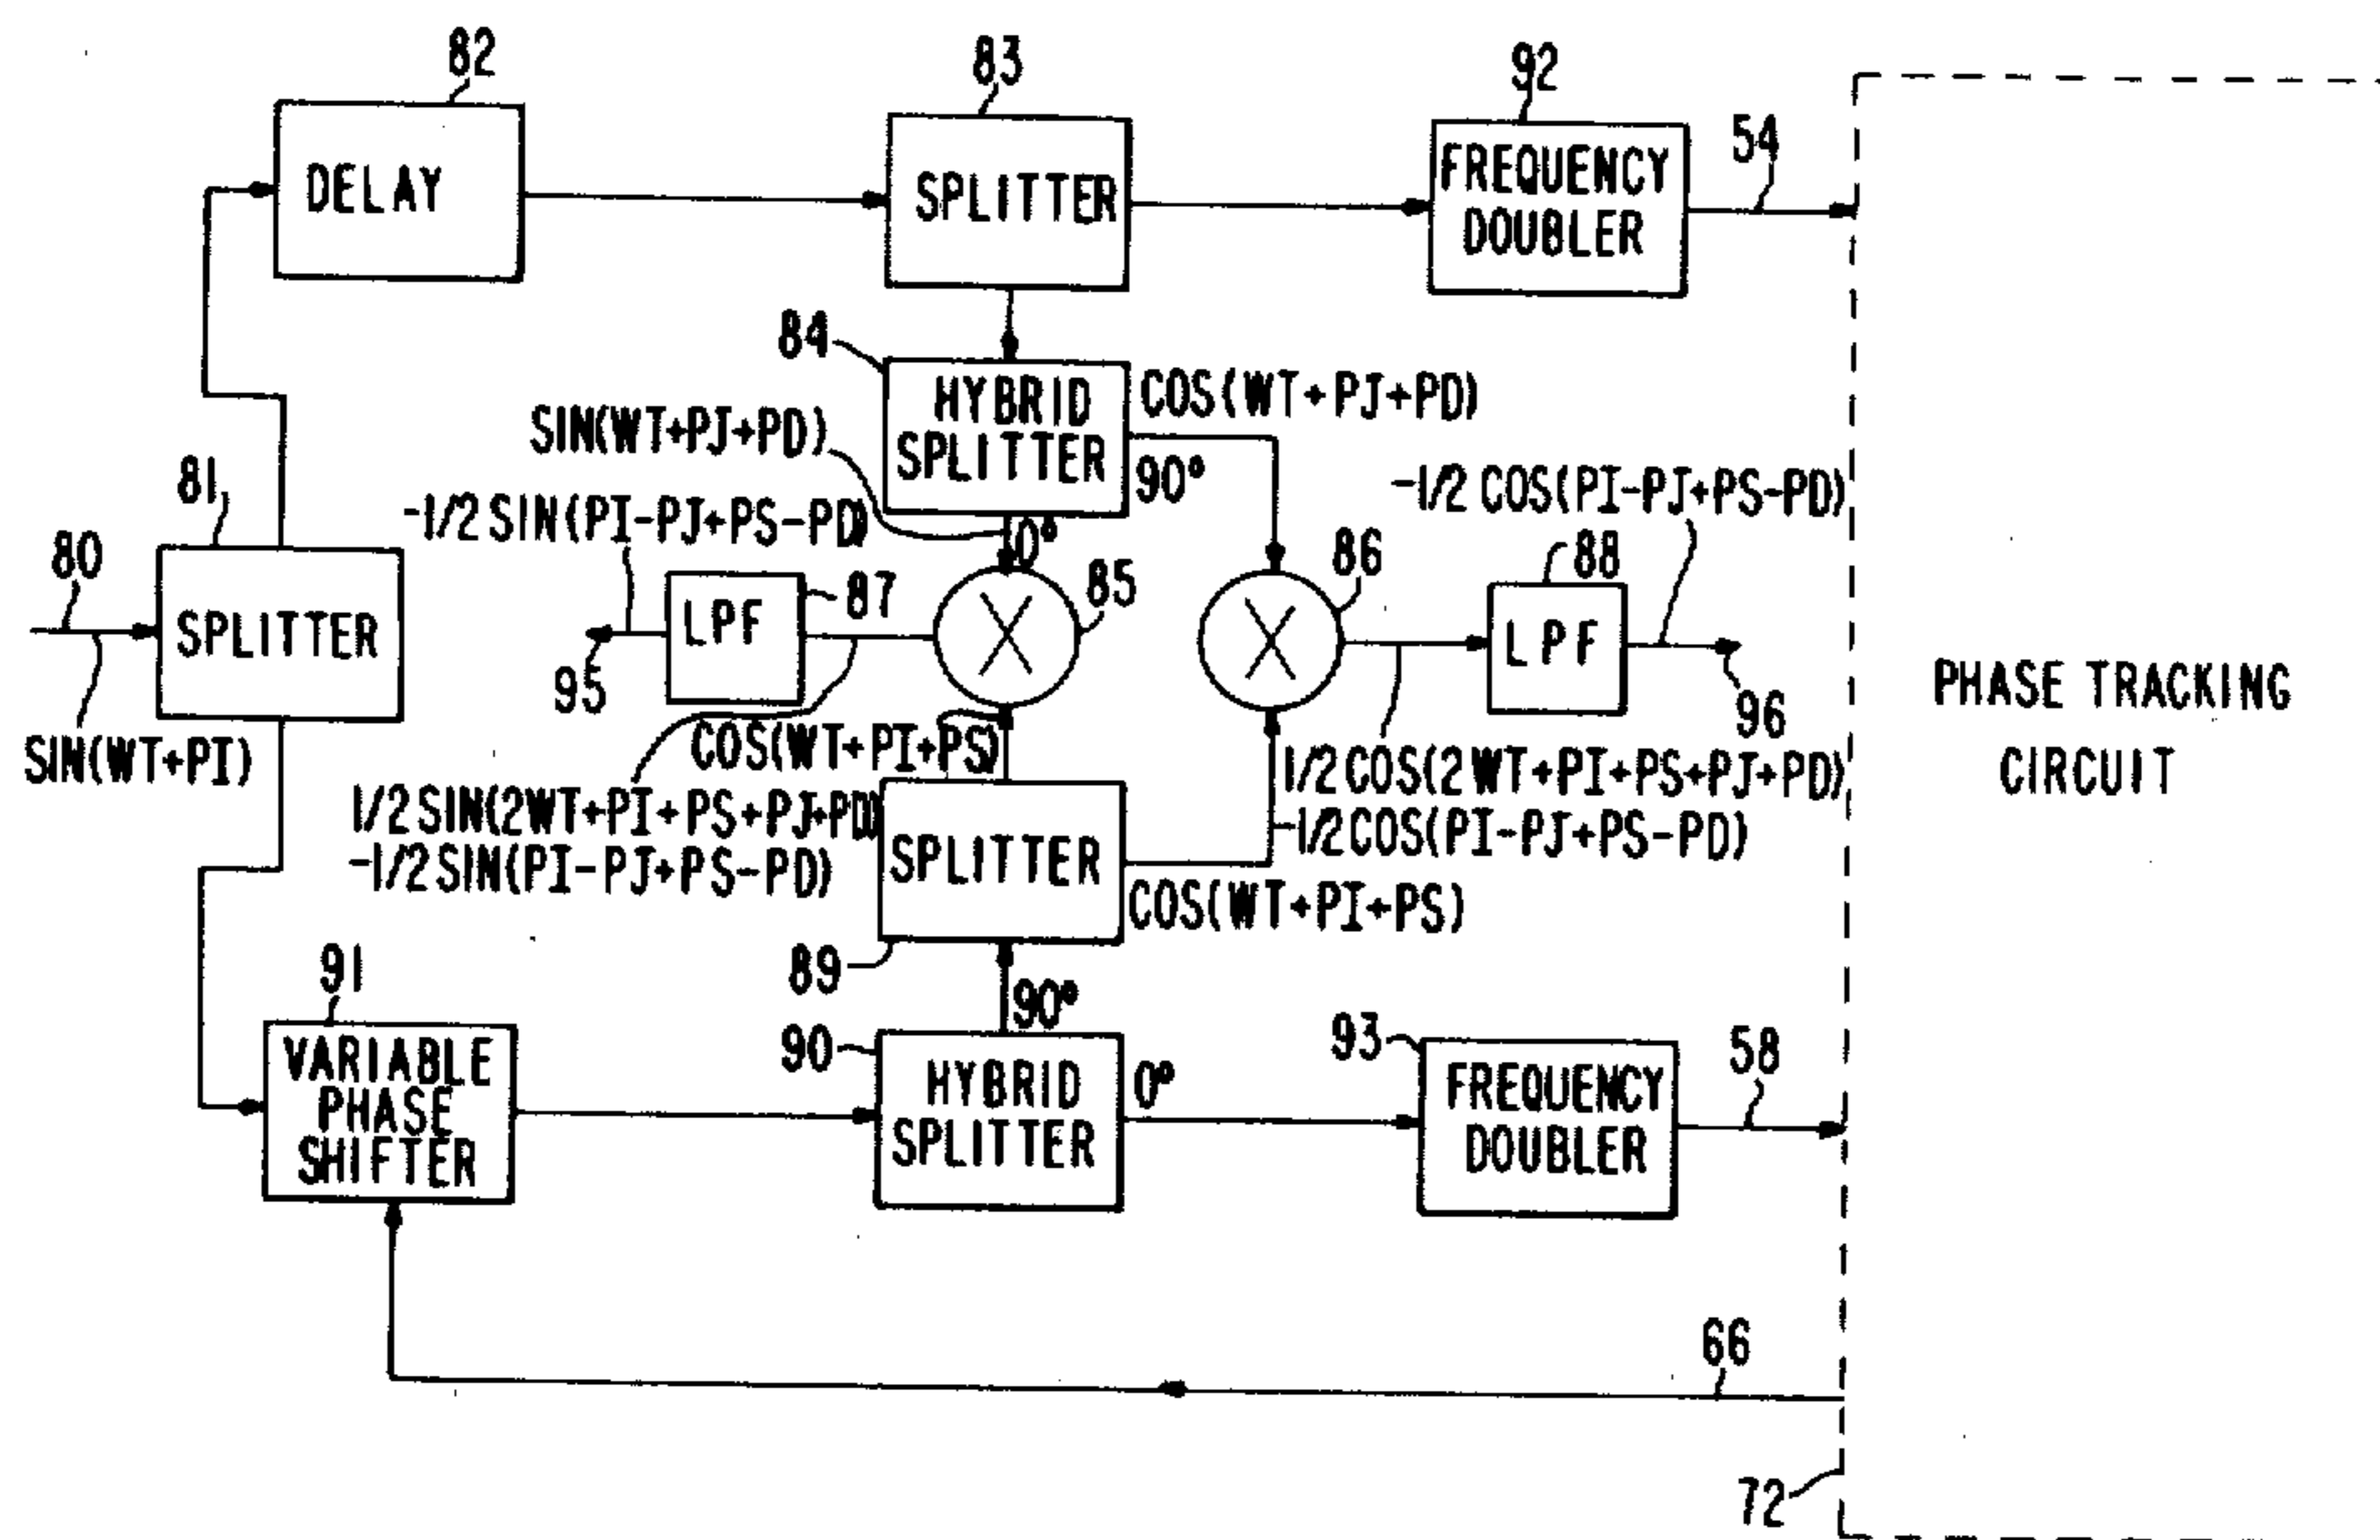 82
83
92
DELAY
SPLITTER
FREQUENCY
DOUBLER
54
84
HYBRID
SPLITTER
COS(WT+PJ+PD)
90°
SIN(WT+PJ+PD)
0°
-1/2 SIN(PI-PJ+PS-PD)
-1/2 COS(PI-PJ+PS-PD)
81
80
SPLITTER
SIN(WT+PI)
LPF
87
95
X
85
X
86
88
LPF
96
PHASE TRACKING
CIRCUIT
COS(WT+PI+PS)
1/2 SIN(2WT+PI+PS+PJ+PD)
-1/2 SIN(PI-PJ+PS-PD)
1/2 COS(2WT+PI+PS+PJ+PD)
-1/2 COS(PI-PJ+PS-PD)
SPLITTER
COS(WT+PI+PS)
89
90°
91
VARIABLE
PHASE
SHIFTER
90
HYBRID
SPLITTER
0°
93
FREQUENCY
DOUBLER
58
66
72